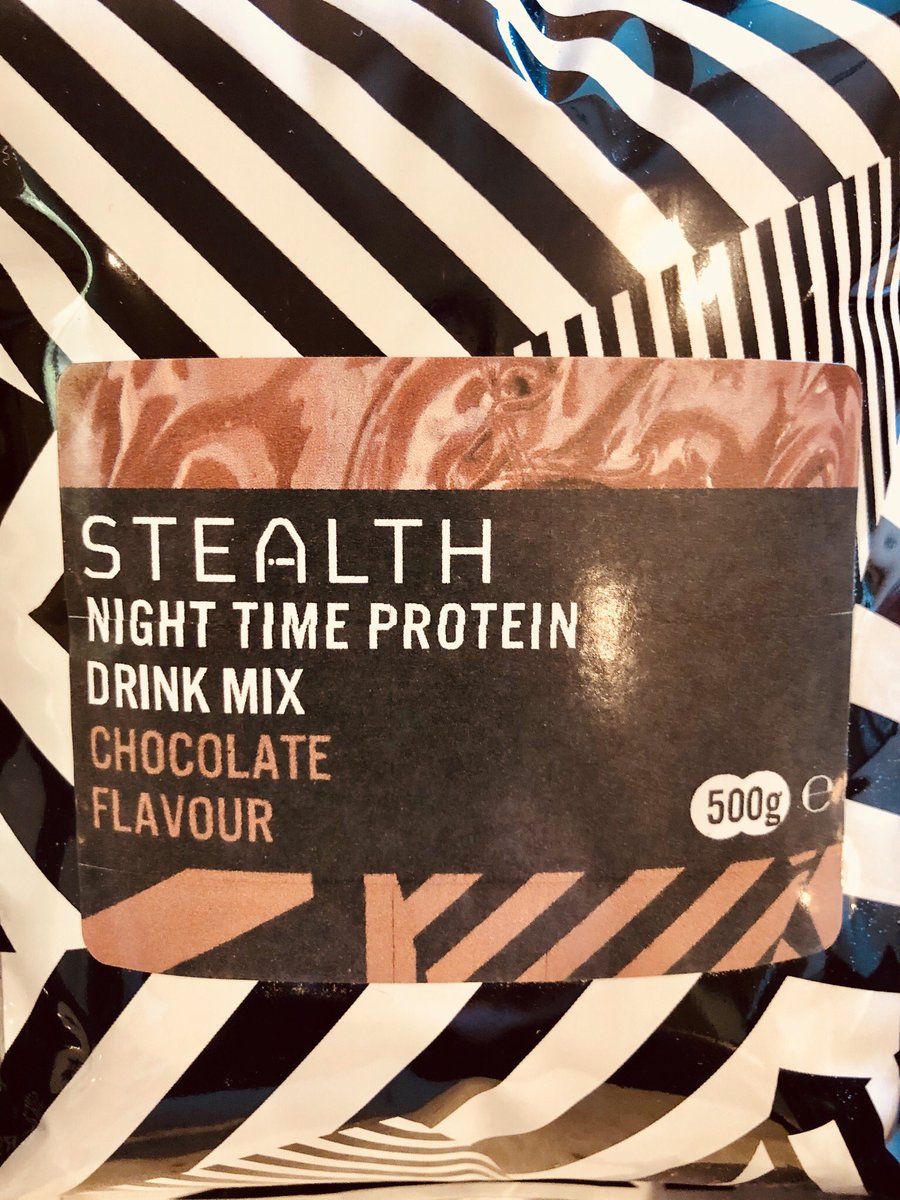 STEALTH
NIGHT TIME PROTEIN
DRINK MIX
CHOCOLATE
FLAVOUR
500g ℮